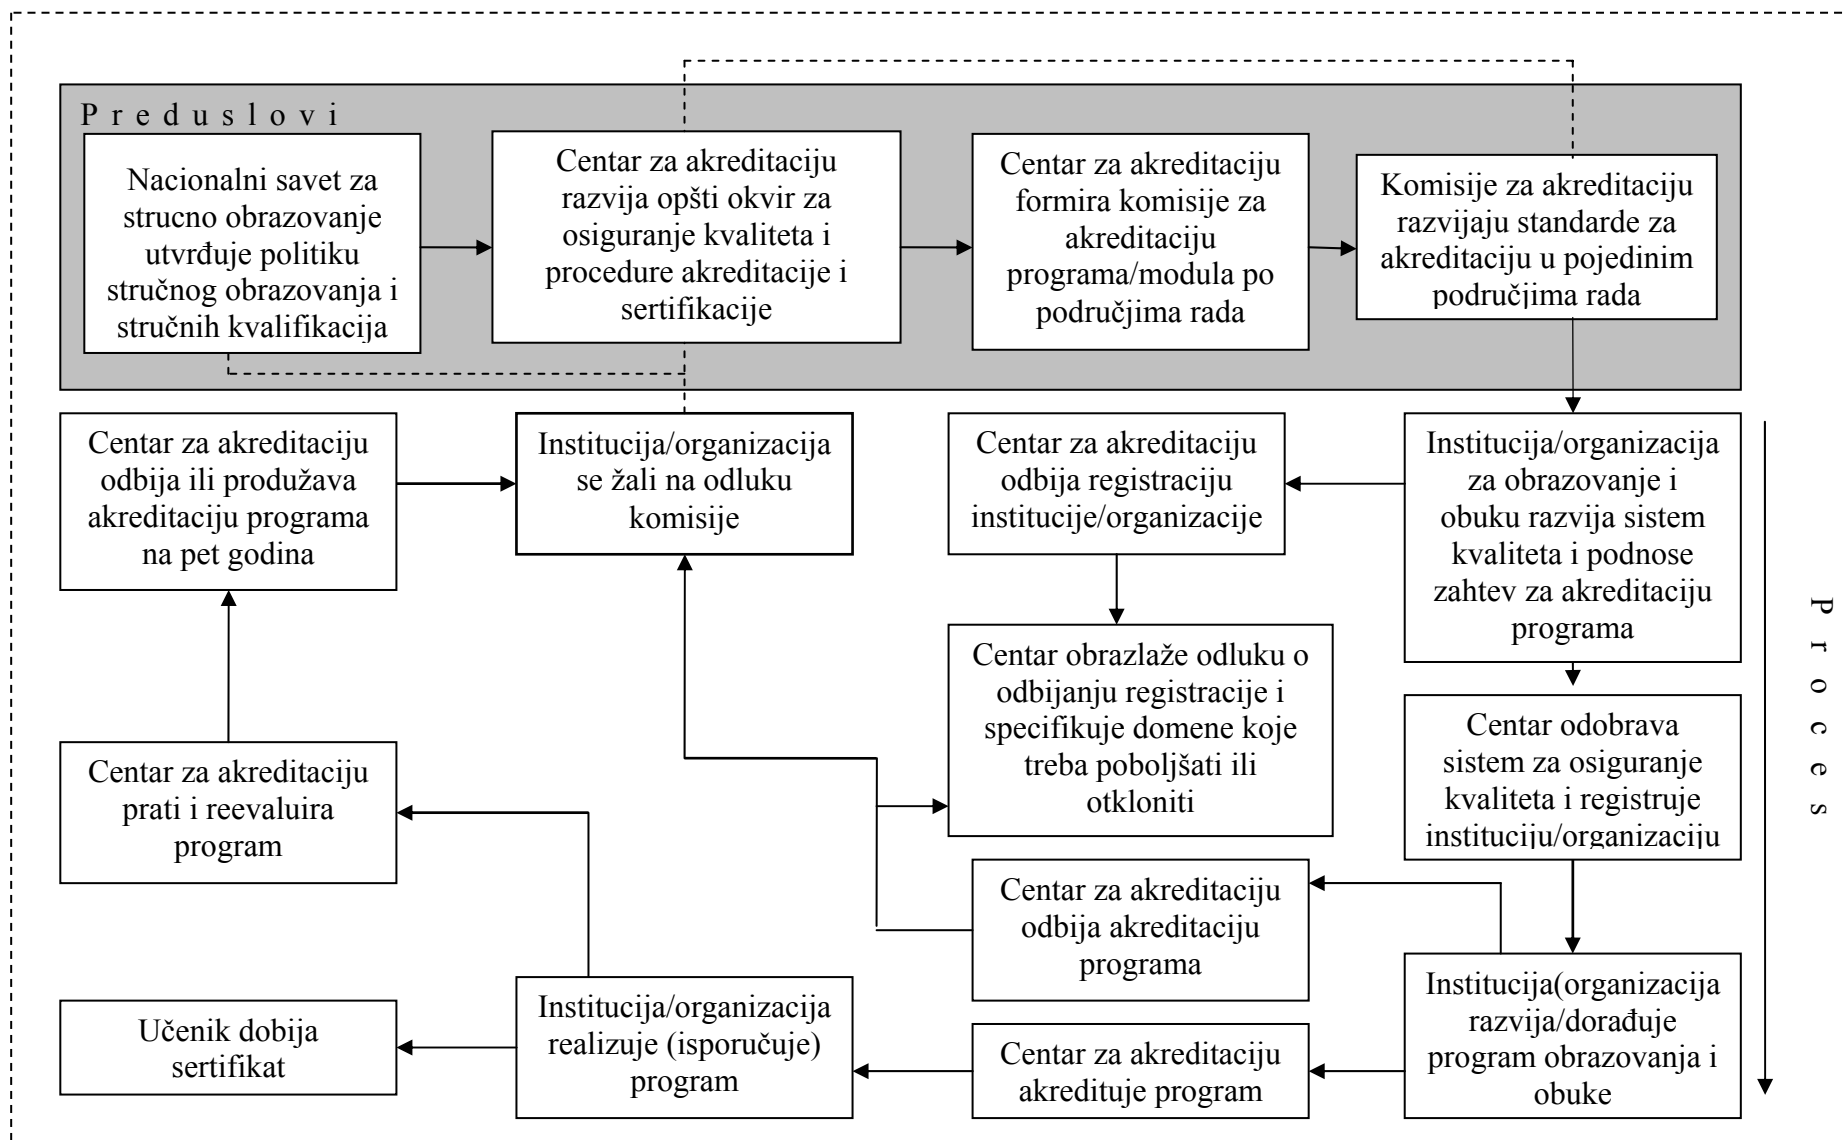 P r e d u s l o v i
Nacionalni savet za
strucno obrazovanje
utvrđuje politiku
stručnog obrazovanja i
stručnih kvalifikacija
Centar za akreditaciju
razvija opšti okvir za
osiguranje kvaliteta i
procedure akreditacije i
sertifikacije
Centar za akreditaciju
formira komisije za
akreditaciju
programa/modula po
područjima rada
Komisije za akreditaciju
razvijaju standarde za
akreditaciju u pojedinim
područjima rada
Centar za akreditaciju
odbija ili produžava
akreditaciju programa
na pet godina
Institucija/organizacija
se žali na odluku
komisije
Centar za akreditaciju
odbija registraciju
institucije/organizacije
Institucija/organizacija
za obrazovanje i
obuku razvija sistem
kvaliteta i podnose
zahtev za akreditaciju
programa
Centar obrazlaže odluku o
odbijanju registracije i
specifikuje domene koje
treba poboljšati ili
otkloniti
Centar odobrava
sistem za osiguranje
kvaliteta i registruje
instituciju/organizaciju
P r o c e s
Centar za akreditaciju
prati i reevaluira
program
Centar za akreditaciju
odbija akreditaciju
programa
Institucija(organizacija
razvija/dorađuje
program obrazovanja i
obuke
Učenik dobija
sertifikat
Institucija/organizacija
realizuje (isporučuje)
program
Centar za akreditaciju
akredituje program